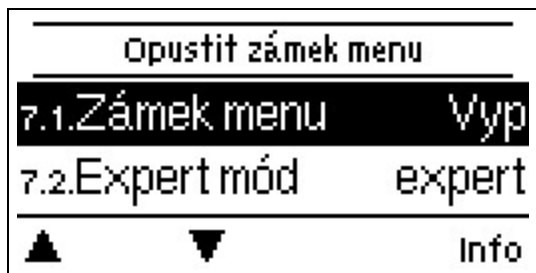 Opustit zámek menu
7.1.Zámek menu Vyp
7.2.Expert mód expert
▲ ▼ Info